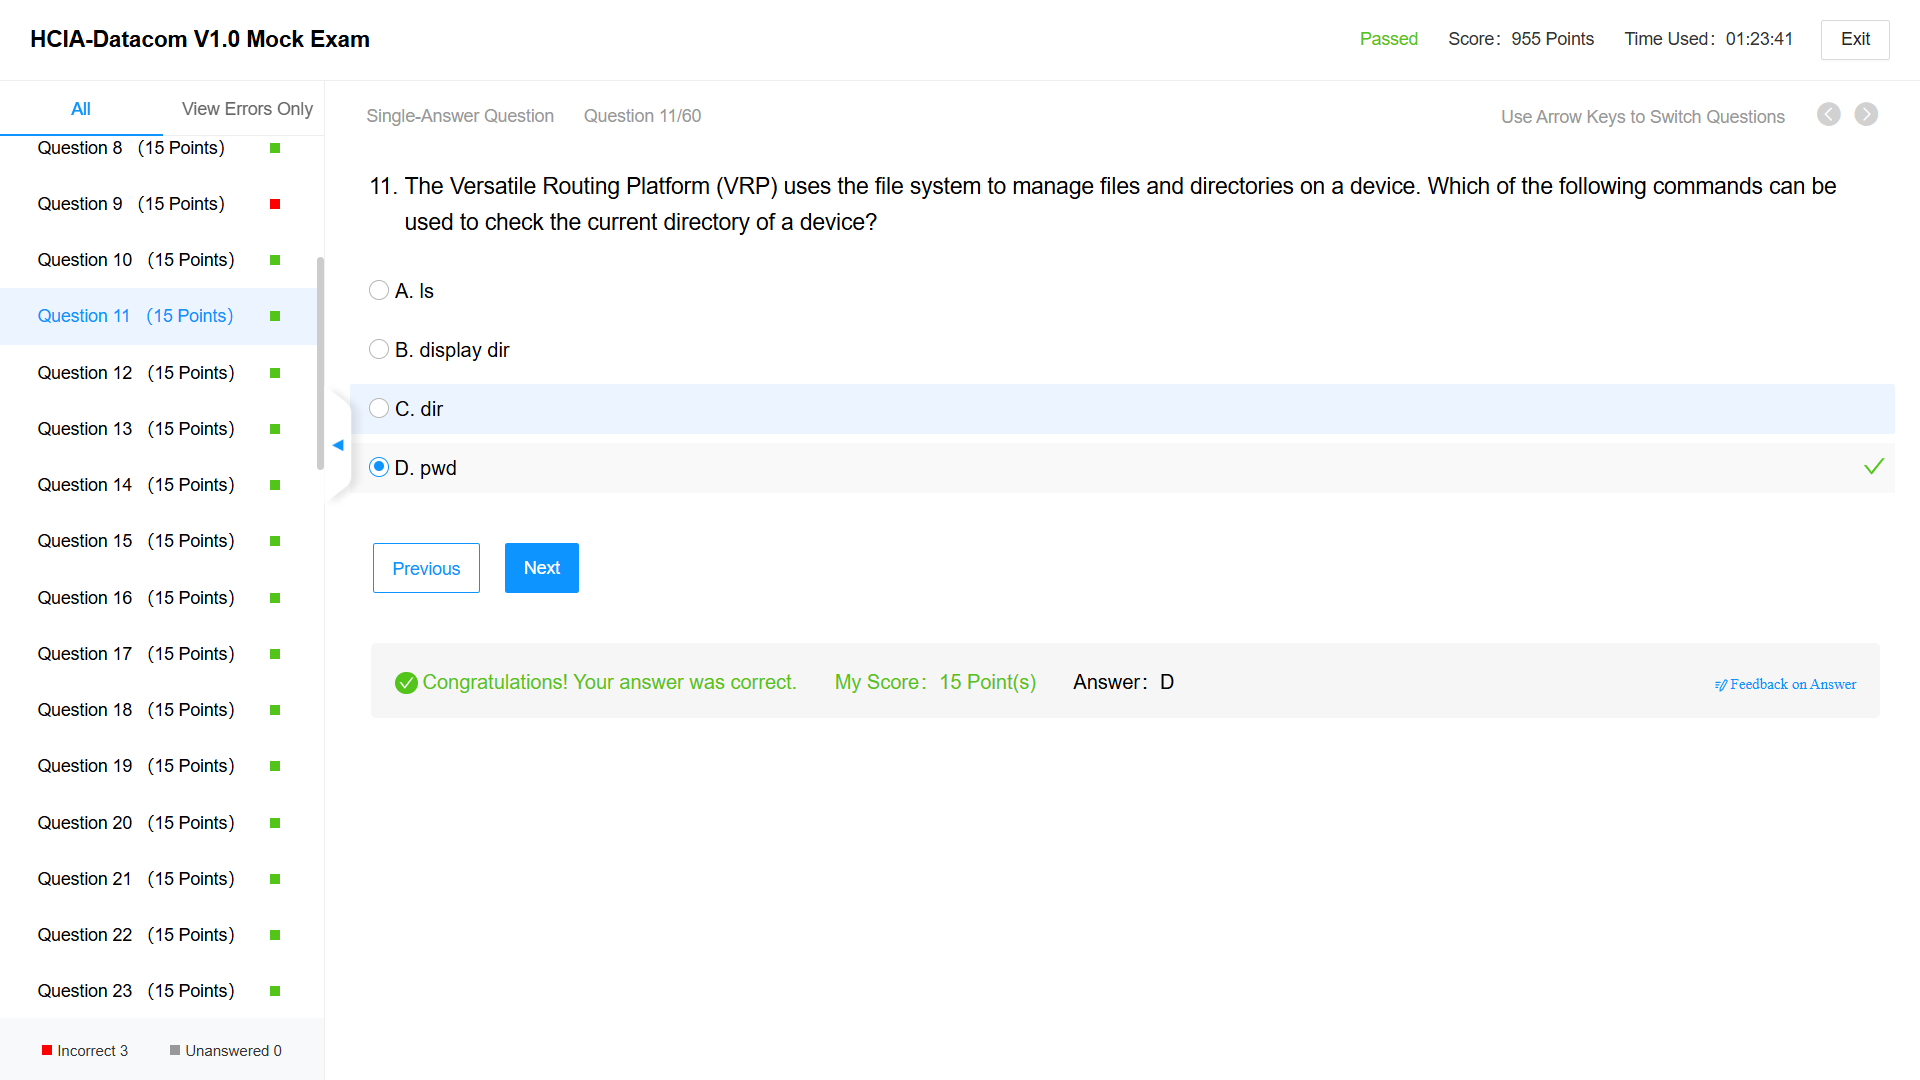 HCIA-Datacom V1.0 Mock Exam
Passed Score： 955 Points Time Used： 01:23:41 Exit
All View Errors Only
Single-Answer Question Question 11/60 Use Arrow Keys to Switch Questions
Question 8 （15 Points）
Question 9 （15 Points）
Question 10 （15 Points）
Question 11 （15 Points）
Question 12 （15 Points）
Question 13 （15 Points）
Question 14 （15 Points）
Question 15 （15 Points）
Question 16 （15 Points）
Question 17 （15 Points）
Question 18 （15 Points）
Question 19 （15 Points）
Question 20 （15 Points）
Question 21 （15 Points）
Question 22 （15 Points）
Question 23 （15 Points）
Incorrect 3 Unanswered 0
11. The Versatile Routing Platform (VRP) uses the file system to manage files and directories on a device. Which of the following commands can be
used to check the current directory of a device?
A. ls
B. display dir
C. dir
D. pwd
Previous Next
Congratulations! Your answer was correct. My Score： 15 Point(s) Answer： D Feedback on Answer